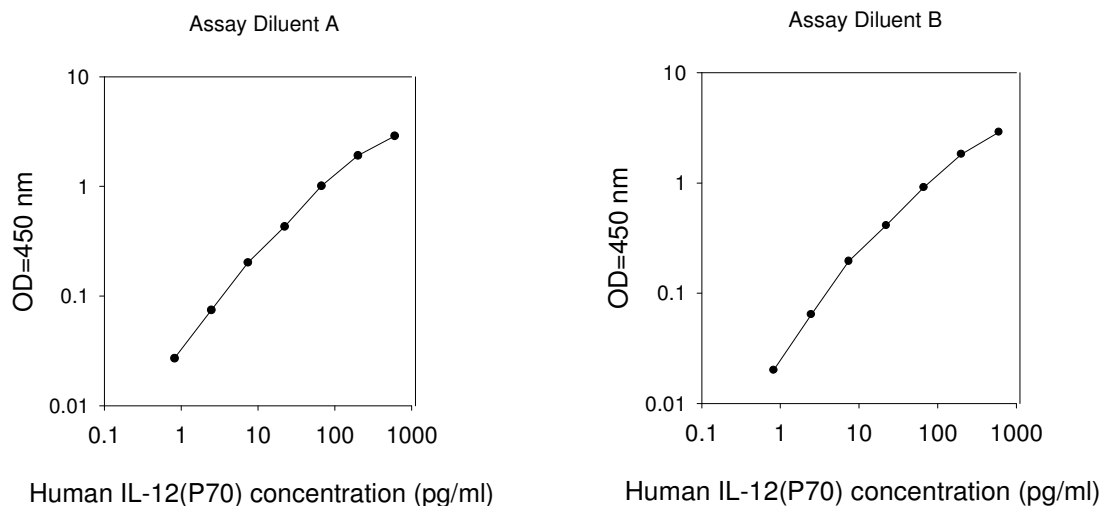 Assay Diluent A
10
1
0.1
0.01
OD=450 nm
0.1 1 10 100 1000
Human IL-12(P70) concentration (pg/ml)
Assay Diluent B
10
1
0.1
0.01
OD=450 nm
0.1 1 10 100 1000
Human IL-12(P70) concentration (pg/ml)